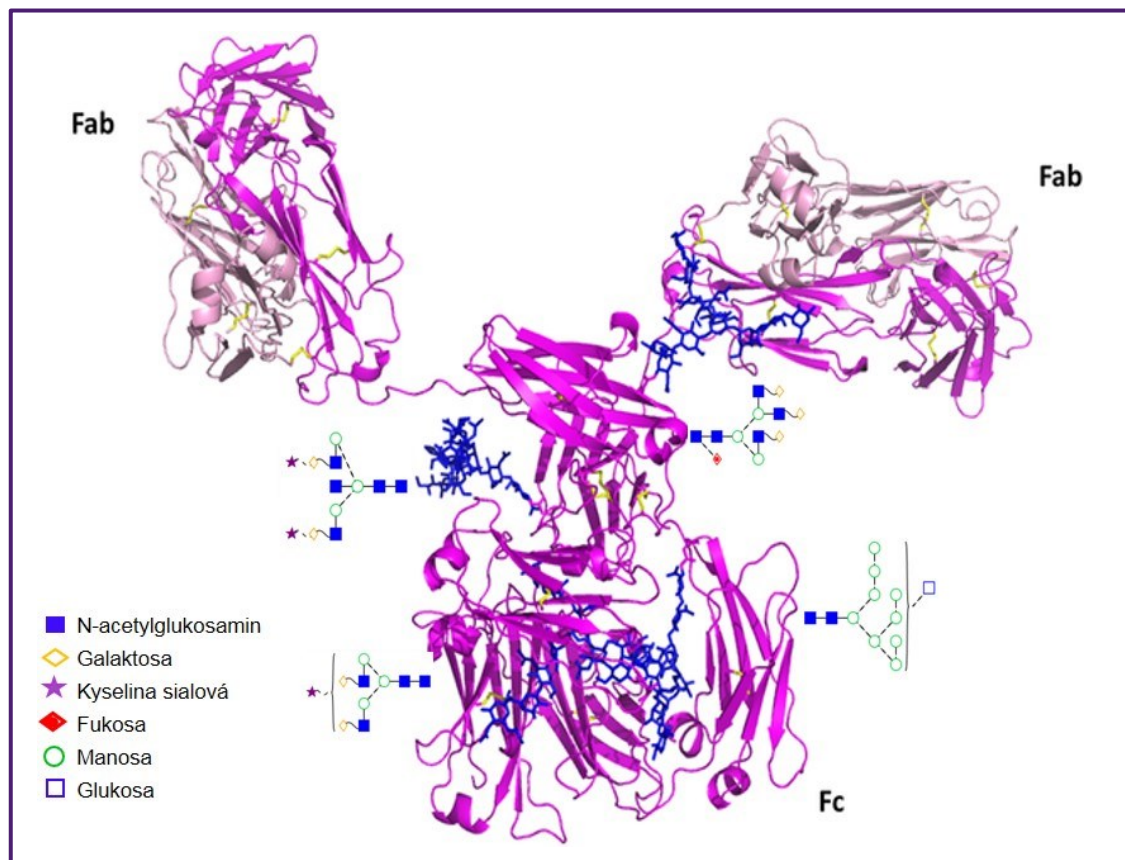 Fab
Fab
N-acetylglukosamin
Galaktosa
Kyselina sialová
Fukosa
Manosa
Glukosa
Fc